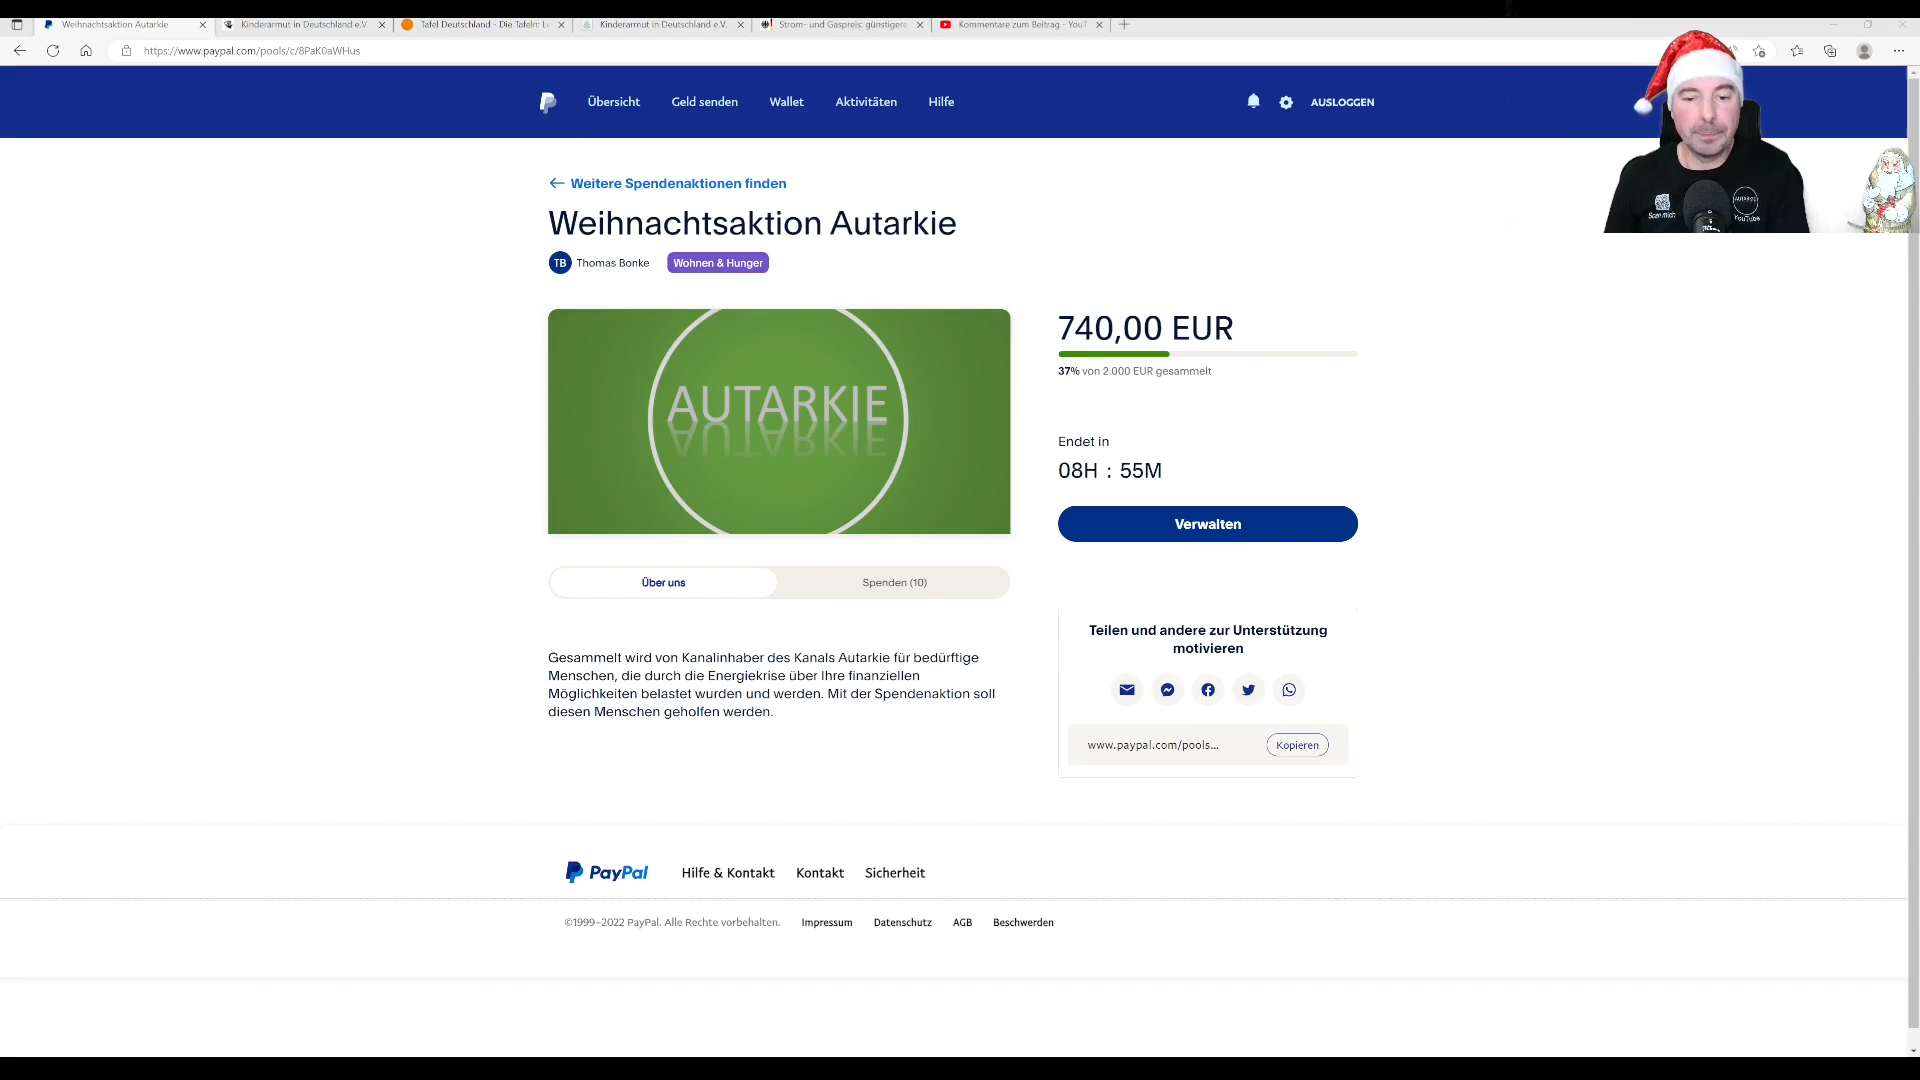 Weihnachtsaktion Autarkie
Kinderarmut in Deutschland e.V.
Tafel Deutschland - Die Tafeln: Le
Kinderarmut in Deutschland e.V.
Strom- und Gaspreis: günstigere
Kommentare zum Beitrag - YouT
https://www.paypal.com/pools/c/8PaK0aWHus
Übersicht
Geld senden
Wallet
Aktivitäten
Hilfe
AUSLOGGEN
Scan mich
AUTARKIE
YouTube
Weitere Spendenaktionen finden
Weihnachtsaktion Autarkie
TB
Thomas Bonke
Wohnen & Hunger
AUTARKIE
740,00 EUR
37% von 2.000 EUR gesammelt
Endet in
08H : 55M
Verwalten
Über uns
Spenden (10)
Gesammelt wird von Kanalinhaber des Kanals Autarkie für bedürftige
Menschen, die durch die Energiekrise über Ihre finanziellen
Möglichkeiten belastet wurden und werden. Mit der Spendenaktion soll
diesen Menschen geholfen werden.
Teilen und andere zur Unterstützung
motivieren
www.paypal.com/pools...
Kopieren
PayPal
Hilfe & Kontakt
Kontakt
Sicherheit
©1999–2022 PayPal. Alle Rechte vorbehalten.
Impressum
Datenschutz
AGB
Beschwerden